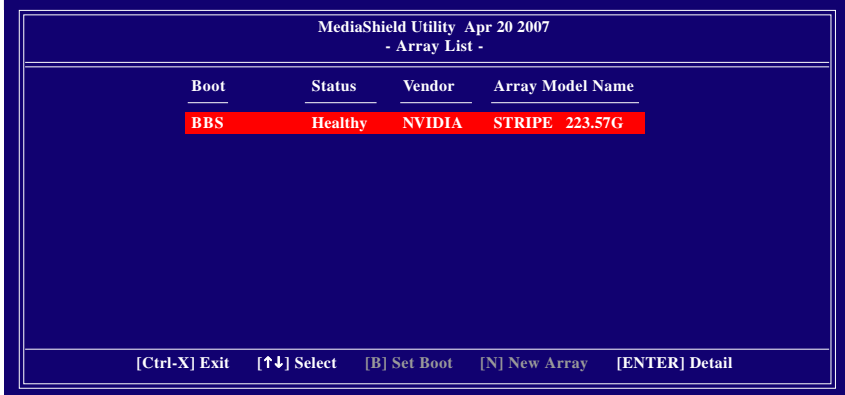 MediaShield Utility Apr 20 2007
- Array List -
Boot Status Vendor Array Model Name
BBS Healthy NVIDIA STRIPE 223.57G
[Ctrl-X] Exit [↑↓] Select [B] Set Boot [N] New Array [ENTER] Detail